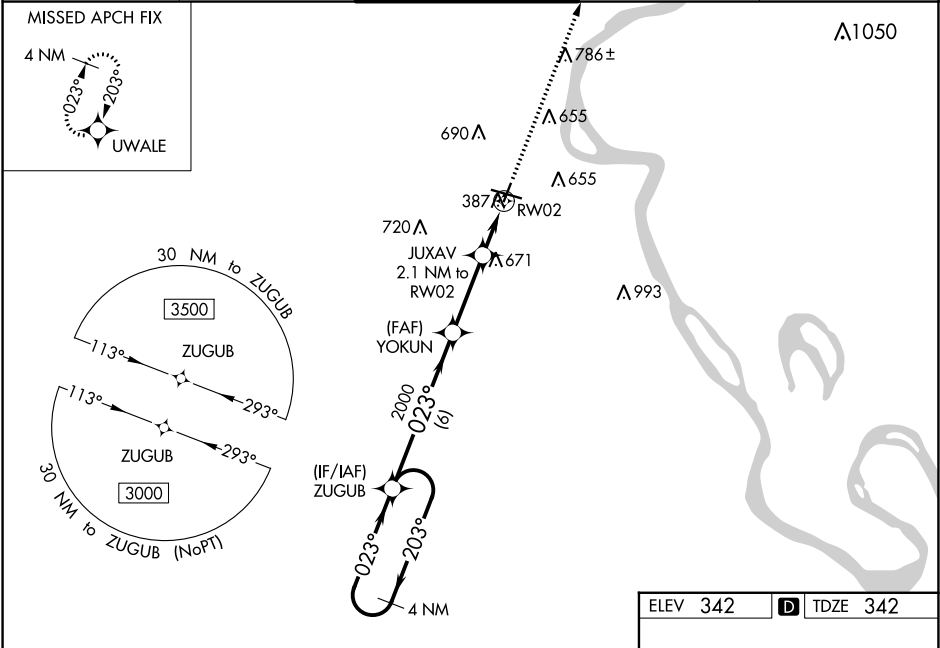 MISSED APCH FIX
4 NM
023°
203°
UWALE
1050
786±
655
690
655
387
RW02
720
JUXAV
2.1 NM to
RW02
671
993
(FAF)
YOKUN
2000
023°
(6)
(IF/IAF)
ZUGUB
023°
203°
4 NM
30 NM to ZUGUB
3500
ZUGUB
113°
293°
113°
293°
ZUGUB
3000
30 NM to ZUGUB (NoPT)
ELEV 342 D TDZE 342